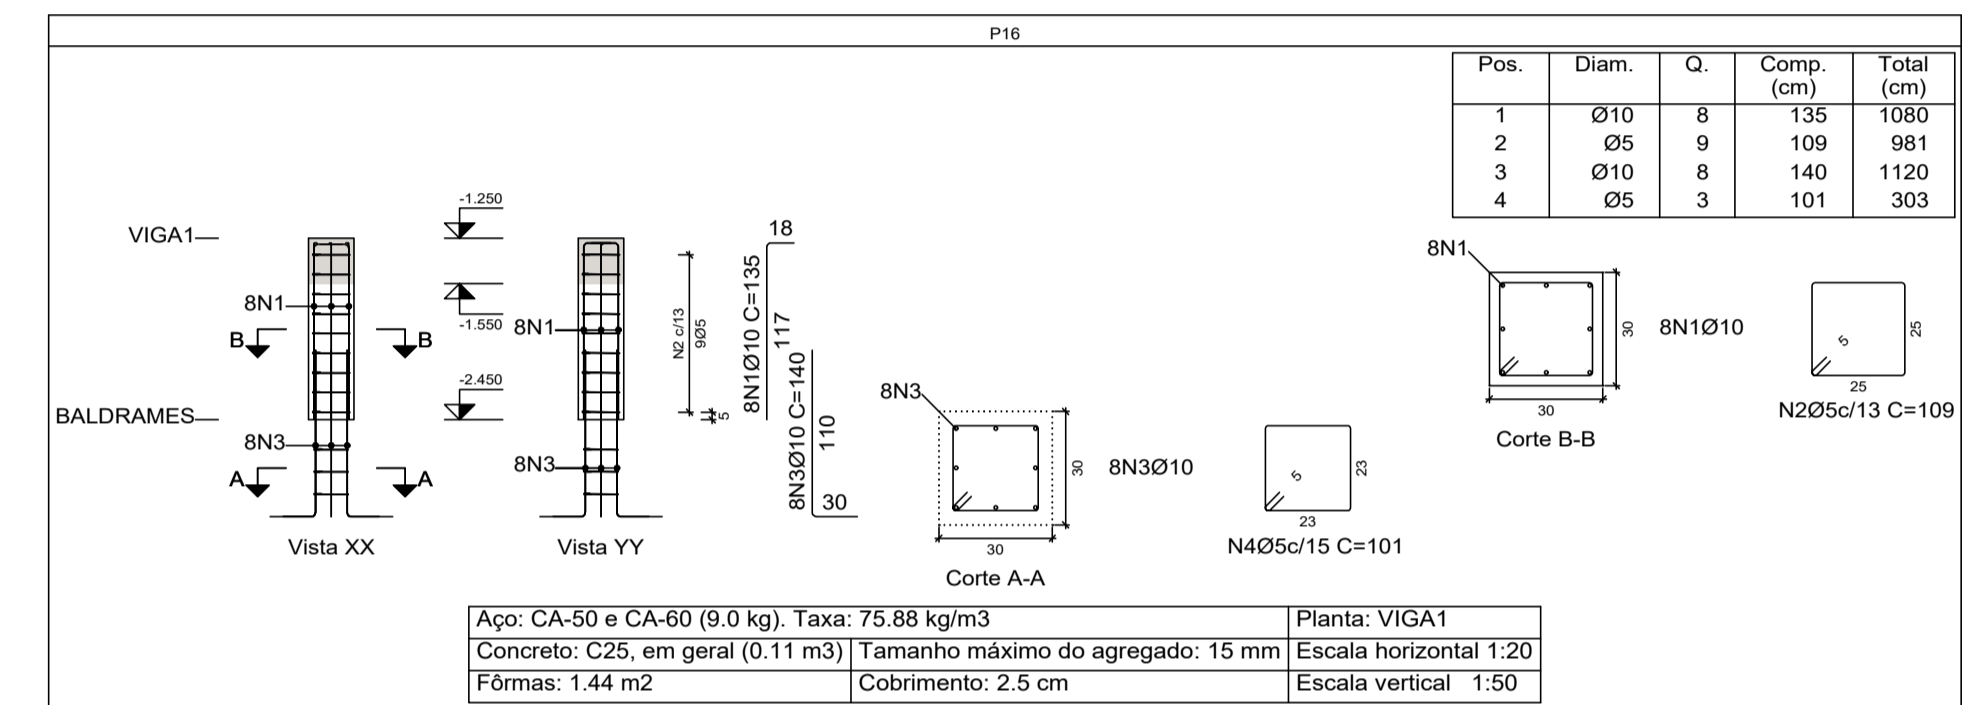 P16
Pos. Diam. Q. Comp. (cm) Total (cm)
1 Ø10 8 135 1080
2 Ø5 9 109 981
3 Ø10 8 140 1120
4 Ø5 3 101 303
VIGA1
BALDRAMES
8N1
B B
8N3
A A
Vista XX
-1.250
-1.550
-2.450
8N1
8N3
Vista YY
N2 c/13
9Ø5
5
18
8N1Ø10 C=135
117
8N3Ø10 C=140
110
30
8N3
30
30
8N3Ø10
Corte A-A
5
23
23
N4Ø5c/15 C=101
8N1
30
30
8N1Ø10
Corte B-B
5
25
25
N2Ø5c/13 C=109
Aço: CA-50 e CA-60 (9.0 kg). Taxa: 75.88 kg/m3 Planta: VIGA1
Concreto: C25, em geral (0.11 m3) Tamanho máximo do agregado: 15 mm Escala horizontal 1:20
Fôrmas: 1.44 m2 Cobrimento: 2.5 cm Escala vertical 1:50